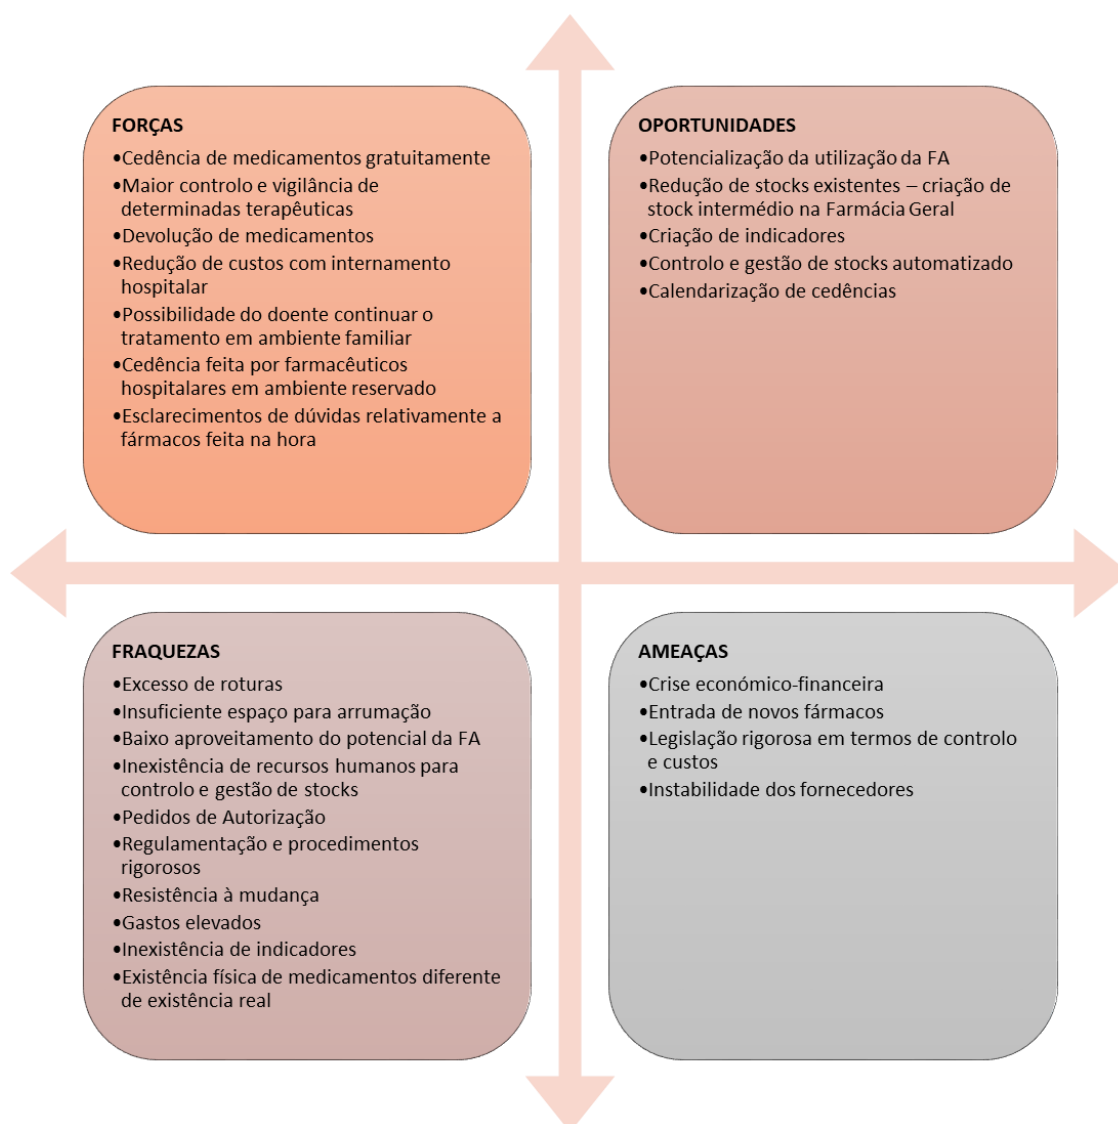 FORÇAS
•Cedência de medicamentos gratuitamente
•Maior controlo e vigilância de
determinadas terapêuticas
•Devolução de medicamentos
•Redução de custos com internamento
hospitalar
•Possibilidade do doente continuar o
tratamento em ambiente familiar
•Cedência feita por farmacêuticos
hospitalares em ambiente reservado
•Esclarecimentos de dúvidas relativamente a
fármacos feita na hora
OPORTUNIDADES
•Potencialização da utilização da FA
•Redução de stocks existentes – criação de
stock intermédio na Farmácia Geral
•Criação de indicadores
•Controlo e gestão de stocks automatizado
•Calendarização de cedências
FRAQUEZAS
•Excesso de roturas
•Insuficiente espaço para arrumação
•Baixo aproveitamento do potencial da FA
•Inexistência de recursos humanos para
controlo e gestão de stocks
•Pedidos de Autorização
•Regulamentação e procedimentos
rigorosos
•Resistência à mudança
•Gastos elevados
•Inexistência de indicadores
•Existência física de medicamentos diferente
de existência real
AMEAÇAS
•Crise económico-financeira
•Entrada de novos fármacos
•Legislação rigorosa em termos de controlo
e custos
•Instabilidade dos fornecedores